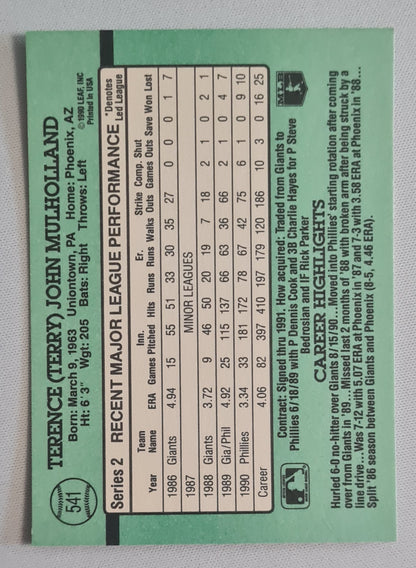 541
TERENCE (TERRY) JOHN MULHOLLAND
Born: March 9, 1963 Uniontown, PA Home: Phoenix, AZ
Ht: 6' 3" Wgt: 205 Bats: Right Throws: Left
© 1990 LEAF, INC
Printed in USA
Series 2 RECENT MAJOR LEAGUE PERFORMANCE *Denotes Led League
Year Team Name ERA Games Inn. Pitched Hits Runs Er. Runs Walks Strike Outs Comp. Games Shut Outs Save Won Lost
1986 Giants 4.94 15 55 51 33 30 35 27 0 0 0 1 7
1987 MINOR LEAGUES
1988 Giants 3.72 9 46 50 20 19 7 18 2 1 0 2 1
1989 Gia/Phil 4.92 25 115 137 66 63 36 66 2 1 0 4 7
1990 Phillies 3.34 33 181 172 78 67 42 75 6 1 0 9 10
Career 4.06 82 397 410 197 179 120 186 10 3 0 16 25
Contract: Signed thru 1991. How acquired: Traded from Giants to
Phillies 6/18/89 with P Dennis Cook and 3B Charlie Hayes for P Steve
Bedrosian and IF Rick Parker
MLB
CAREER HIGHLIGHTS
Hurled 6-0 no-hitter over Giants 8/15/90... Moved into Phillies' starting rotation after coming
over from Giants in '89... Missed last 2 months of '88 with broken arm after being struck by a
line drive... Was 7-12 with 5.07 ERA at Phoenix in '87 and 7-3 with 3.58 ERA at Phoenix in '88...
Split '86 season between Giants and Phoenix (8-5, 4.46 ERA).